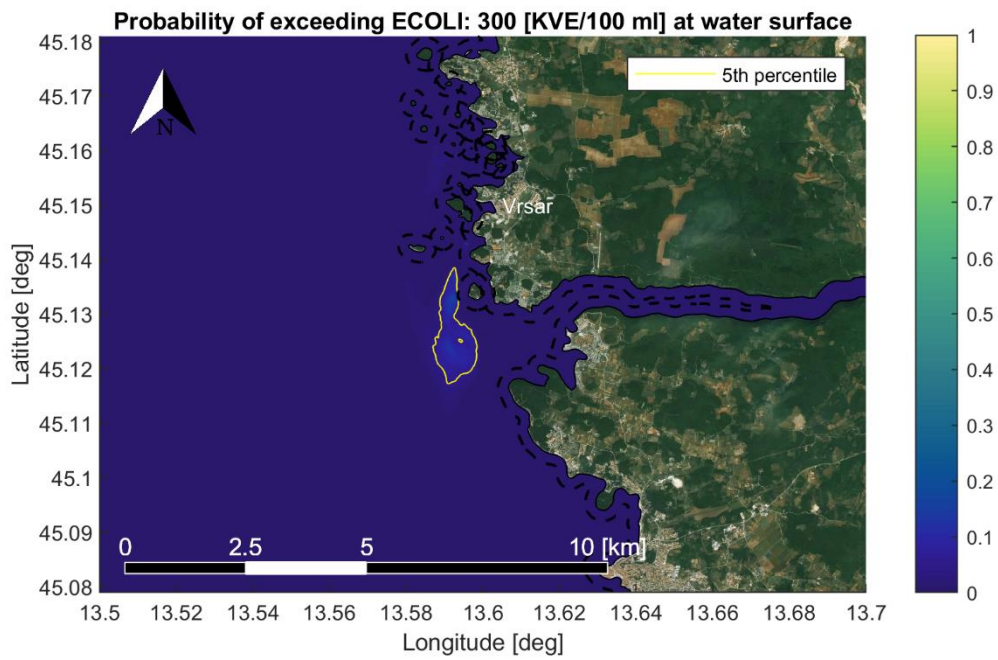 Probability of exceeding ECOLI: 300 [KVE/100 ml] at water surface
45.18
45.17
45.16
45.15
45.14
45.13
45.12
45.11
45.1
45.09
45.08
Latitude [deg]
N
5th percentile
Vrsar
0 2.5 5 10 [km]
13.5 13.52 13.54 13.56 13.58 13.6 13.62 13.64 13.66 13.68 13.7
Longitude [deg]
1
0.9
0.8
0.7
0.6
0.5
0.4
0.3
0.2
0.1
0